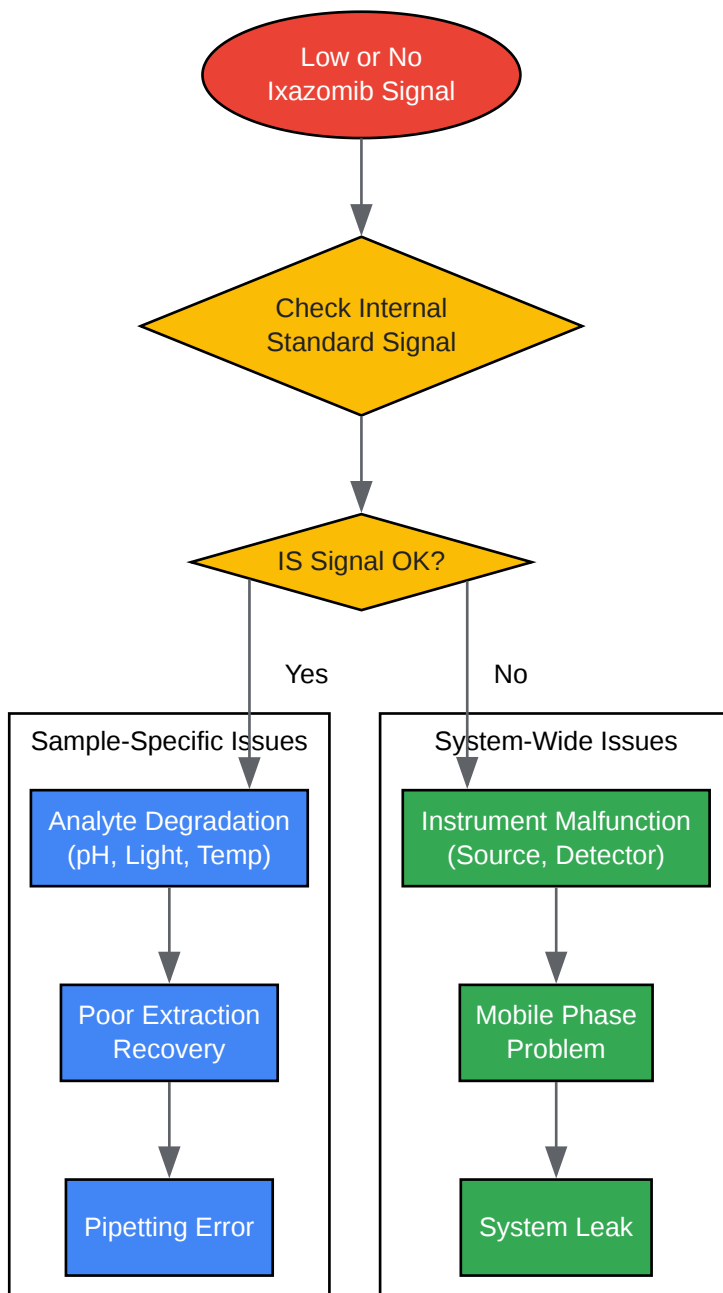 Low or No
Ixazomib Signal
Check Internal
Standard Signal
IS Signal OK?
Yes
No
Sample-Specific Issues
Analyte Degradation
(pH, Light, Temp)
Poor Extraction
Recovery
Pipetting Error
System-Wide Issues
Instrument Malfunction
(Source, Detector)
Mobile Phase
Problem
System Leak